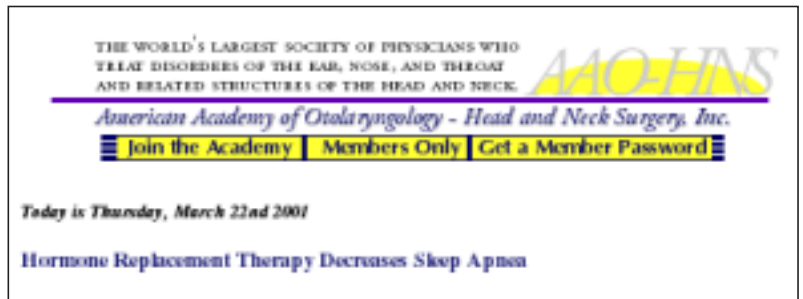 THE WORLD'S LARGEST SOCIETY OF PHYSICIANS WHO
TREAT DISORDERS OF THE EAR, NOSE, AND THROAT
AND RELATED STRUCTURES OF THE HEAD AND NECK.
AAO-HNS
American Academy of Otolaryngology - Head and Neck Surgery, Inc.
Join the Academy Members Only Get a Member Password
Today is Thursday, March 22nd 2001
Hormone Replacement Therapy Decreases Sleep Apnea